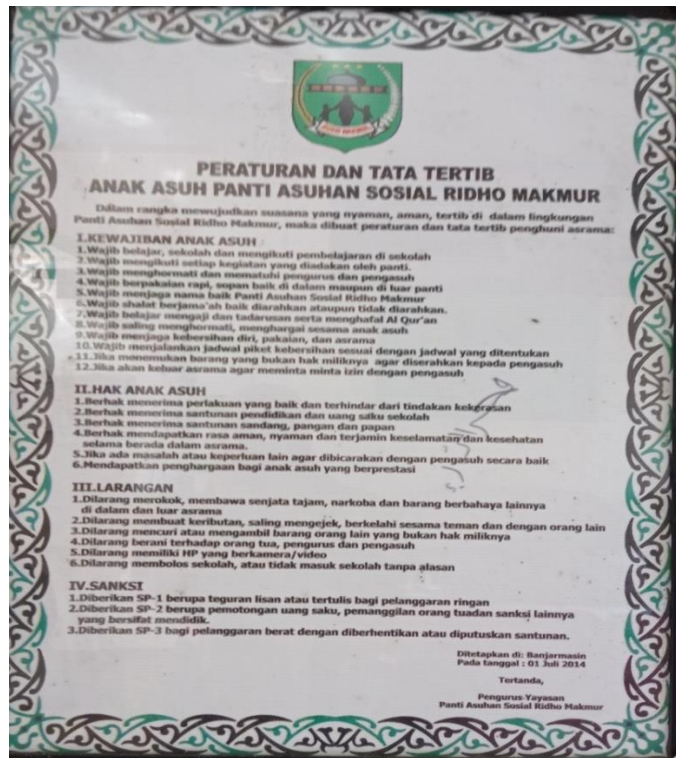 PERATURAN DAN TATA TERTIB
ANAK ASUH PANTI ASUHAN SOSIAL RIDHO MAKMUR
Dalam rangka mewujudkan suasana yang nyaman, aman, tertib di dalam lingkungan
Panti Asuhan Sosial Ridho Makmur, maka dibuat peraturan dan tata tertib penghuni asrama:
I.KEWAJIBAN ANAK ASUH
1.Wajib belajar, sekolah dan mengikuti pembelajaran di sekolah
2.Wajib mengikuti setiap kegiatan yang diadakan oleh panti.
3.Wajib menghormati dan mematuhi pengurus dan pengasuh
4.Wajib berpakaian rapi, sopan baik di dalam maupun di luar panti
5.Wajib menjaga nama baik Panti Asuhan Sosial Ridho Makmur
6.Wajib shalat berjama'ah baik diarahkan ataupun tidak diarahkan.
7.Wajib belajar mengaji dan tadarusan serta menghafal Al Qur'an
8.Wajib saling menghormati, menghargai sesama anak asuh
9.Wajib menjaga kebersihan diri, pakaian, dan asrama
10.Wajib menjalankan jadwal piket kebersihan sesuai dengan jadwal yang ditentukan
11.Jika menemukan barang yang bukan hak miliknya agar diserahkan kepada pengasuh
12.Jika akan keluar asrama agar meminta minta izin dengan pengasuh
II.HAK ANAK ASUH
1.Berhak menerima perlakuan yang baik dan terhindar dari tindakan kekerasan
2.Berhak menerima santunan pendidikan dan uang saku sekolah
3.Berhak menerima santunan sandang, pangan dan papan
4.Berhak mendapatkan rasa aman, nyaman dan terjamin keselamatan dan kesehatan
selama berada dalam asrama.
5.Jika ada masalah atau keperluan lain agar dibicarakan dengan pengasuh secara baik
6.Mendapatkan penghargaan bagi anak asuh yang berprestasi
III.LARANGAN
1.Dilarang merokok, membawa senjata tajam, narkoba dan barang berbahaya lainnya
di dalam dan luar asrama
2.Dilarang membuat keributan, saling mengejek, berkelahi sesama teman dan dengan orang lain
3.Dilarang mencuri atau mengambil barang orang lain yang bukan hak miliknya
4.Dilarang berani terhadap orang tua, pengurus dan pengasuh
5.Dilarang memiliki HP yang berkamera/video
6.Dilarang membolos sekolah, atau tidak masuk sekolah tanpa alasan
IV.SANKSI
1.Diberikan SP-1 berupa teguran lisan atau tertulis bagi pelanggaran ringan
2.Diberikan SP-2 berupa pemotongan uang saku, pemanggilan orang tuadan sanksi lainnya
yang bersifat mendidik.
3.Diberikan SP-3 bagi pelanggaran berat dengan diberhentikan atau diputuskan santunan.
Ditetapkan di: Banjarmasin
Pada tanggal : 01 Juli 2014
Tertanda,
Pengurus Yayasan
Panti Asuhan Sosial Ridho Makmur